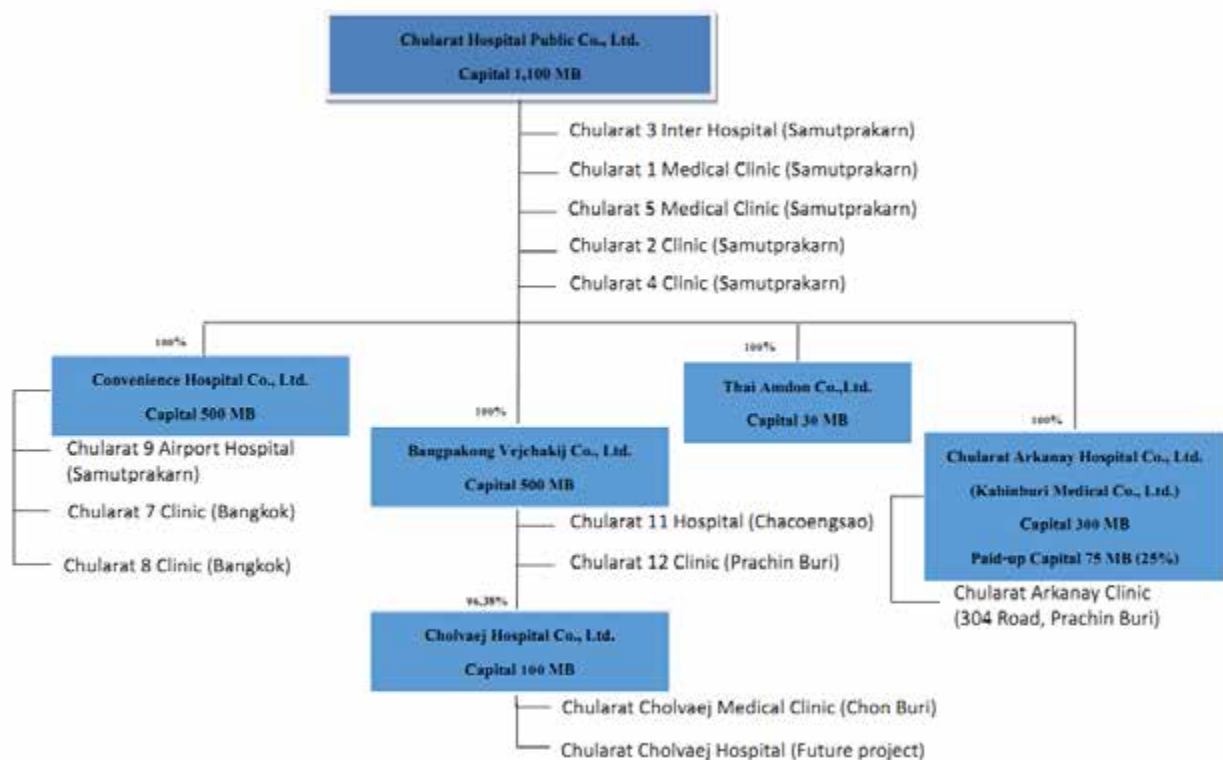 Chularat Hospital Public Co., Ltd.
Capital 1,100 MB
Chularat 3 Inter Hospital (Samutprakarn)
Chularat 1 Medical Clinic (Samutprakarn)
Chularat 5 Medical Clinic (Samutprakarn)
Chularat 2 Clinic (Samutprakarn)
Chularat 4 Clinic (Samutprakarn)
100%
Convenience Hospital Co., Ltd.
Capital 500 MB
Chularat 9 Airport Hospital
(Samutprakarn)
Chularat 7 Clinic (Bangkok)
Chularat 8 Clinic (Bangkok)
100%
Bangpakong Vejchakij Co., Ltd.
Capital 500 MB
Chularat 11 Hospital (Chacoengsao)
Chularat 12 Clinic (Prachin Buri)
96.38%
Cholvaej Hospital Co., Ltd.
Capital 100 MB
Chularat Cholvaej Medical Clinic (Chon Buri)
Chularat Cholvaej Hospital (Future project)
100%
Thai Amdon Co.,Ltd.
Capital 30 MB
100%
Chularat Arkanay Hospital Co., Ltd.
(Kabinburi Medical Co., Ltd.)
Capital 300 MB
Paid-up Capital 75 MB (25%)
Chularat Arkanay Clinic
(304 Road, Prachin Buri)